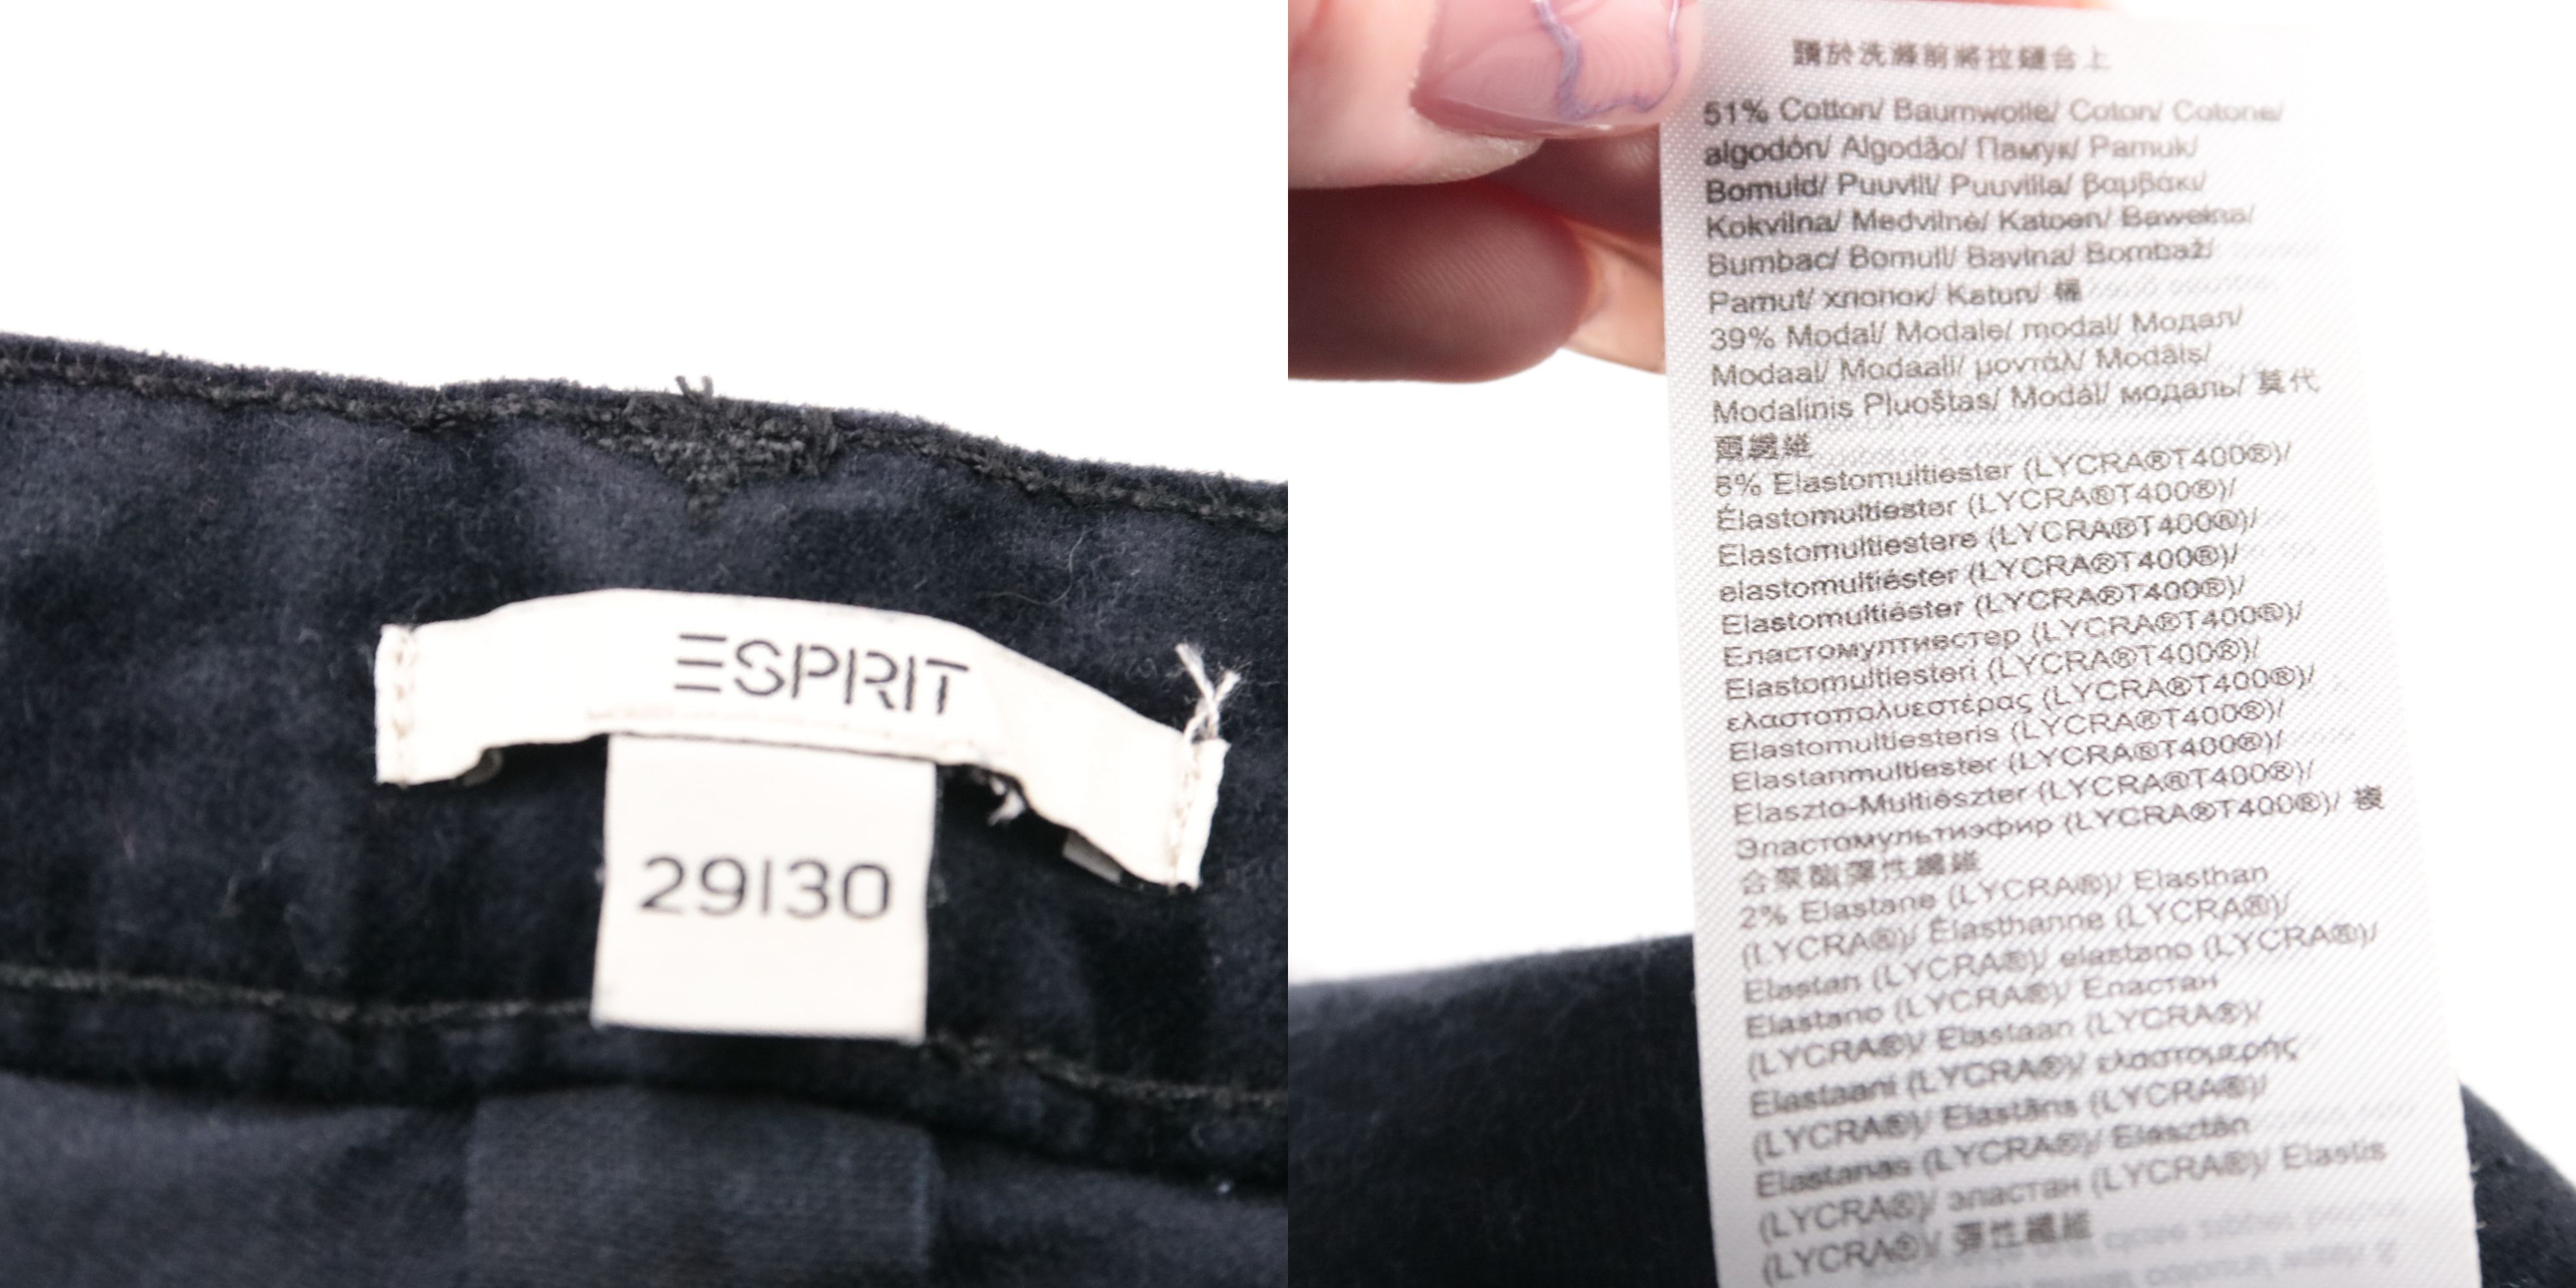 ESPRIT
29|30
請於洗滌前將拉鏈合上
51% Cotton/ Baumwolle/ Coton/ Cotone/
algodón/ Algodão/ Памук/ Pamuk/
Bomuld/ Puuvill/ Puuvilla/ βαμβάκι/
Kokvilna/ Medvilnė/ Katoen/ Bawełna/
Bumbac/ Bomull/ Bavlna/ Bombaž/
Pamut/ хлопок/ Katun/ 棉
39% Modal/ Modale/ modal/ Модал/
Modaal/ Modaali/ μοντάλ/ Modāls/
Modalinis Pluoštas/ Modál/ модаль/ 莫代
爾纖維
8% Elastomultiester (LYCRA®T400®)/
Élastomultiester (LYCRA®T400®)/
Elastomultiestere (LYCRA®T400®)/
elastomultiéster (LYCRA®T400®)/
Elastomultiéster (LYCRA®T400®)/
Еластомултиестер (LYCRA®T400®)/
Elastomultiesteri (LYCRA®T400®)/
ελαστοπολυεστέρας (LYCRA®T400®)/
Elastomultiesteris (LYCRA®T400®)/
Elastanmultiester (LYCRA®T400®)/
Elaszto-Multiészter (LYCRA®T400®)/
Эластомультиэфир (LYCRA®T400®)/ 複
合聚酯彈性纖維
2% Elastane (LYCRA®)/ Elasthan
(LYCRA®)/ Élasthanne (LYCRA®)/
Elastan (LYCRA®)/ elastano (LYCRA®)/
Elastano (LYCRA®)/ Еластан
(LYCRA®)/ Elastaan (LYCRA®)/
Elastaani (LYCRA®)/ ελαστομερής
(LYCRA®)/ Elastāns (LYCRA®)/
Elastanas (LYCRA®)/ Elasztán
(LYCRA®)/ эластан (LYCRA®)/ Elastis
(LYCRA®)/ 彈性纖維